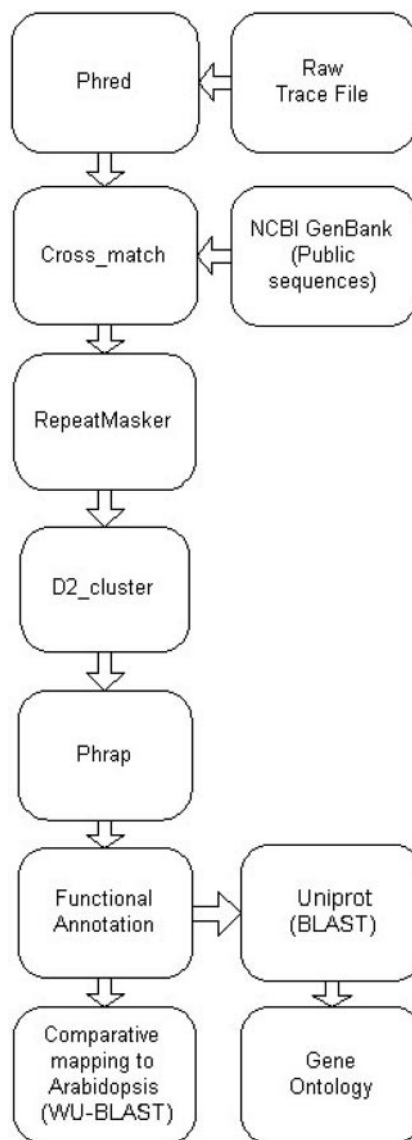 Phred
Raw
Trace File
Cross_match
NCBI GenBank
(Public
sequences)
RepeatMasker
D2_cluster
Phrap
Functional
Annotation
Uniprot
(BLAST)
Comparative
mapping to
Arabidopsis
(WU-BLAST)
Gene
Ontology